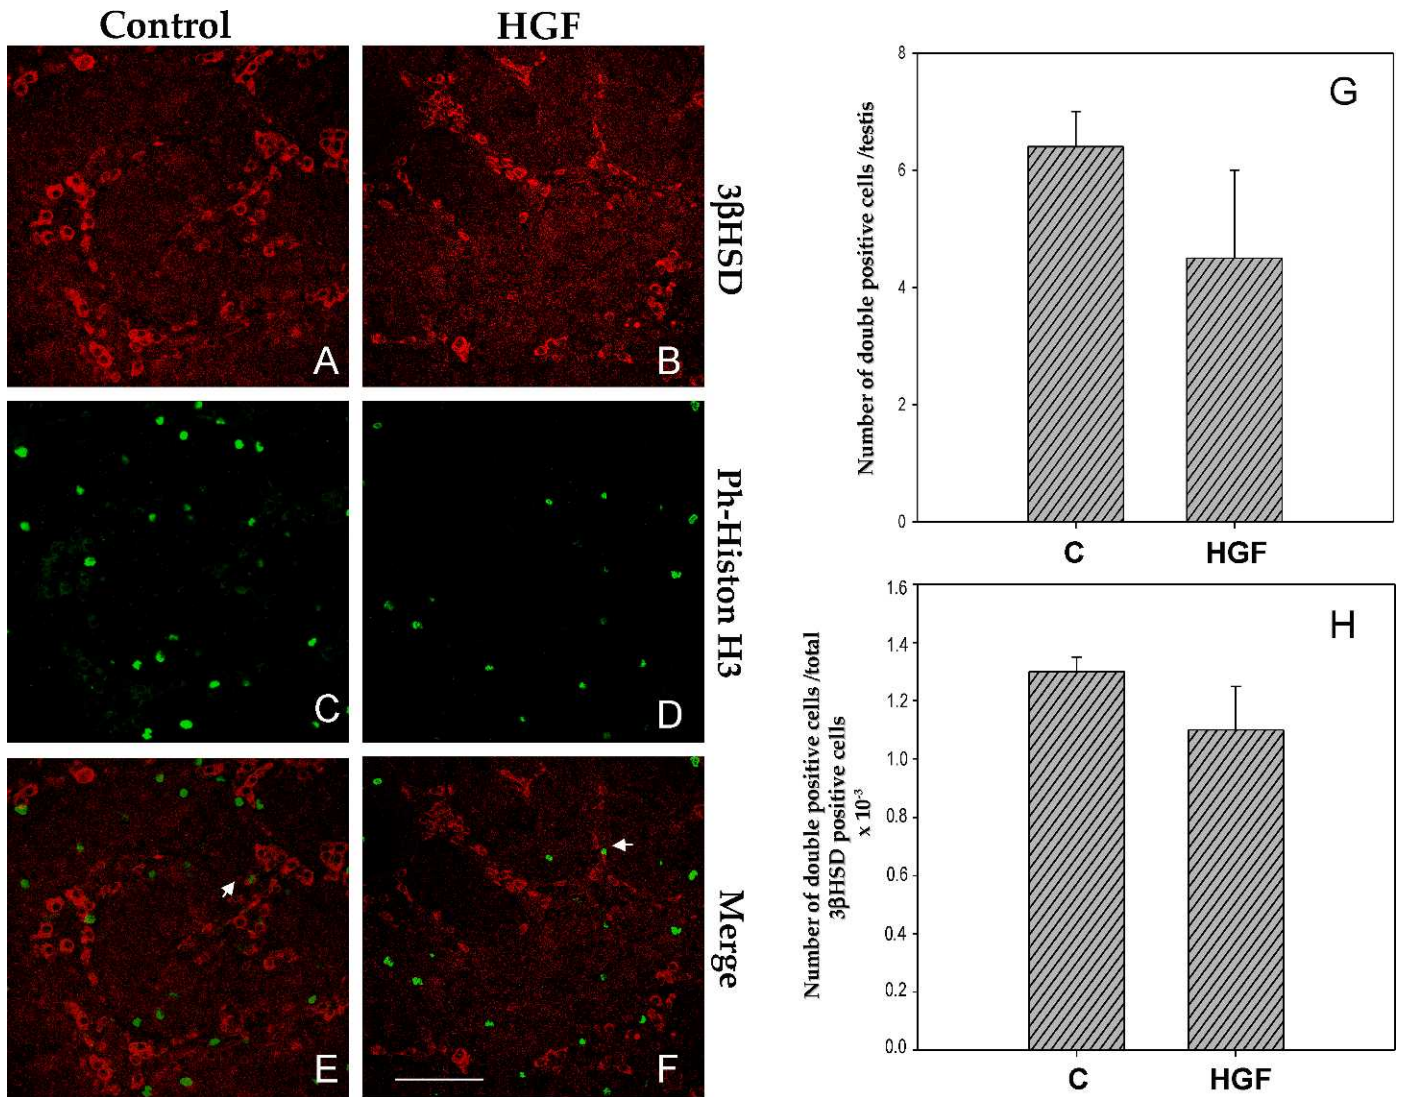 Control
HGF
A
B
3βHSD
C
D
Ph-Histon H3
E
F
Merge
G
Number of double positive cells /testis
8
6
4
2
0
C
HGF
H
Number of double positive cells /total
3βHSD positive cells
x 10⁻³
1.6
1.4
1.2
1.0
0.8
0.6
0.4
0.2
0.0
C
HGF